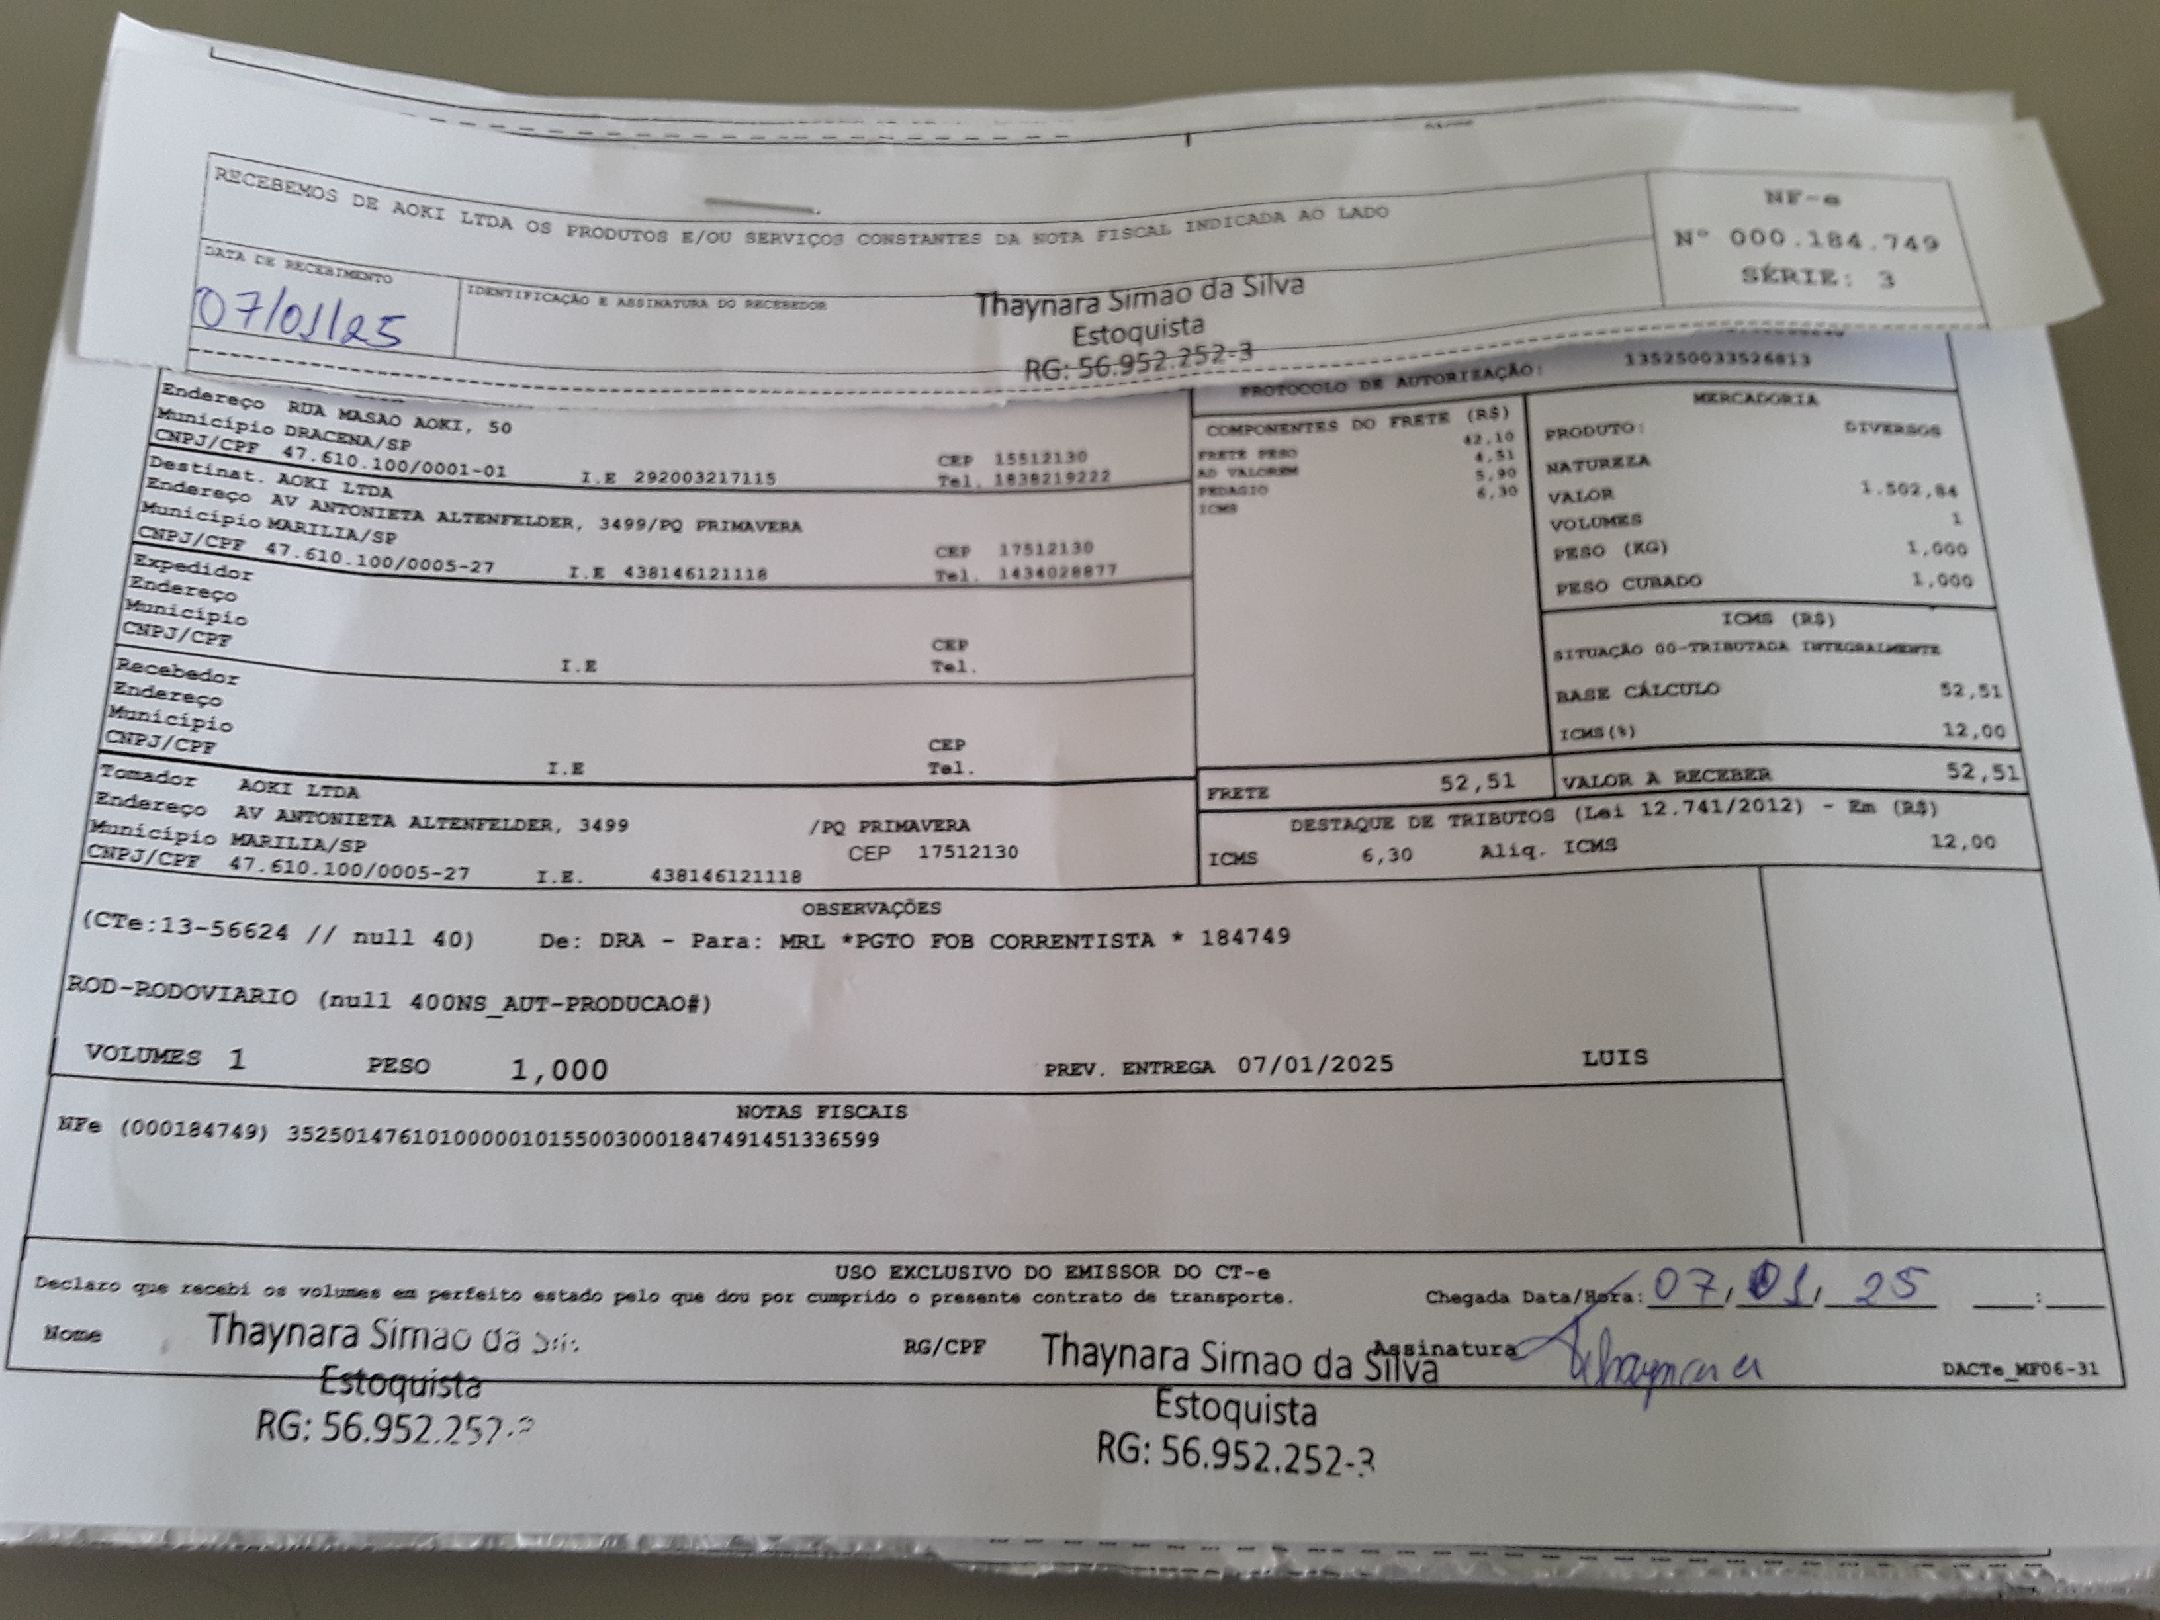 RECEBEMOS DE AOKI LTDA OS PRODUTOS E/OU SERVIÇOS CONSTANTES DA NOTA FISCAL INDICADA AO LADO
NF-e
Nº 000.184.749
SÉRIE: 3
DATA DE RECEBIMENTO
07/01/25
IDENTIFICAÇÃO E ASSINATURA DO RECEBEDOR
Thaynara Simao da Silva
Estoquista
RG: 56.952.252-3
Endereço RUA MASAO AOKI, 50
Município DRACENA/SP
CEP 15512130
CNPJ/CPF 47.610.100/0001-01 I.E 292003217115 Tel. 1838219222
Destinat. AOKI LTDA
Endereço AV ANTONIETA ALTENFELDER, 3499/PQ PRIMAVERA
Município MARILIA/SP CEP 17512130
CNPJ/CPF 47.610.100/0005-27 I.E 438146121118 Tel. 1434028877
Expedidor
Endereço
Município CEP
CNPJ/CPF I.E Tel.
Recebedor
Endereço
Município CEP
CNPJ/CPF I.E Tel.
Tomador AOKI LTDA
Endereço AV ANTONIETA ALTENFELDER, 3499 /PQ PRIMAVERA
Município MARILIA/SP CEP 17512130
CNPJ/CPF 47.610.100/0005-27 I.E. 438146121118
PROTOCOLO DE AUTORIZAÇÃO: 135250033526813
COMPONENTES DO FRETE (R$)
FRETE PESO 42,10
AD VALOREM 4,51
PEDAGIO 5,90
ICMS 6,30
MERCADORIA
PRODUTO: DIVERSOS
NATUREZA
VALOR 1.502,84
VOLUMES 1
PESO (KG) 1,000
PESO CUBADO 1,000
ICMS (R$)
SITUAÇÃO 00-TRIBUTADA INTEGRALMENTE
BASE CÁLCULO 52,51
ICMS(%) 12,00
FRETE 52,51 VALOR A RECEBER 52,51
DESTAQUE DE TRIBUTOS (Lei 12.741/2012) - Em (R$)
ICMS 6,30 Aliq. ICMS 12,00
OBSERVAÇÕES
(CTe:13-56624 // null 40) De: DRA - Para: MRL *PGTO FOB CORRENTISTA * 184749
ROD-RODOVIARIO (null 400NS_AUT-PRODUCAO#)
VOLUMES 1 PESO 1,000 PREV. ENTREGA 07/01/2025 LUIS
NOTAS FISCAIS
NFe (000184749) 35250147610100000101550030001847491451336599
USO EXCLUSIVO DO EMISSOR DO CT-e
Declaro que recebi os volumes em perfeito estado pelo que dou por cumprido o presente contrato de transporte. Chegada Data/Hora: 07/01/25 __:__
Nome Thaynara Simao da RG/CPF Thaynara Simao da Silva Assinatura Thaynara DACTe_MF06-31
Estoquista Estoquista
RG: 56.952.252-3 RG: 56.952.252-3